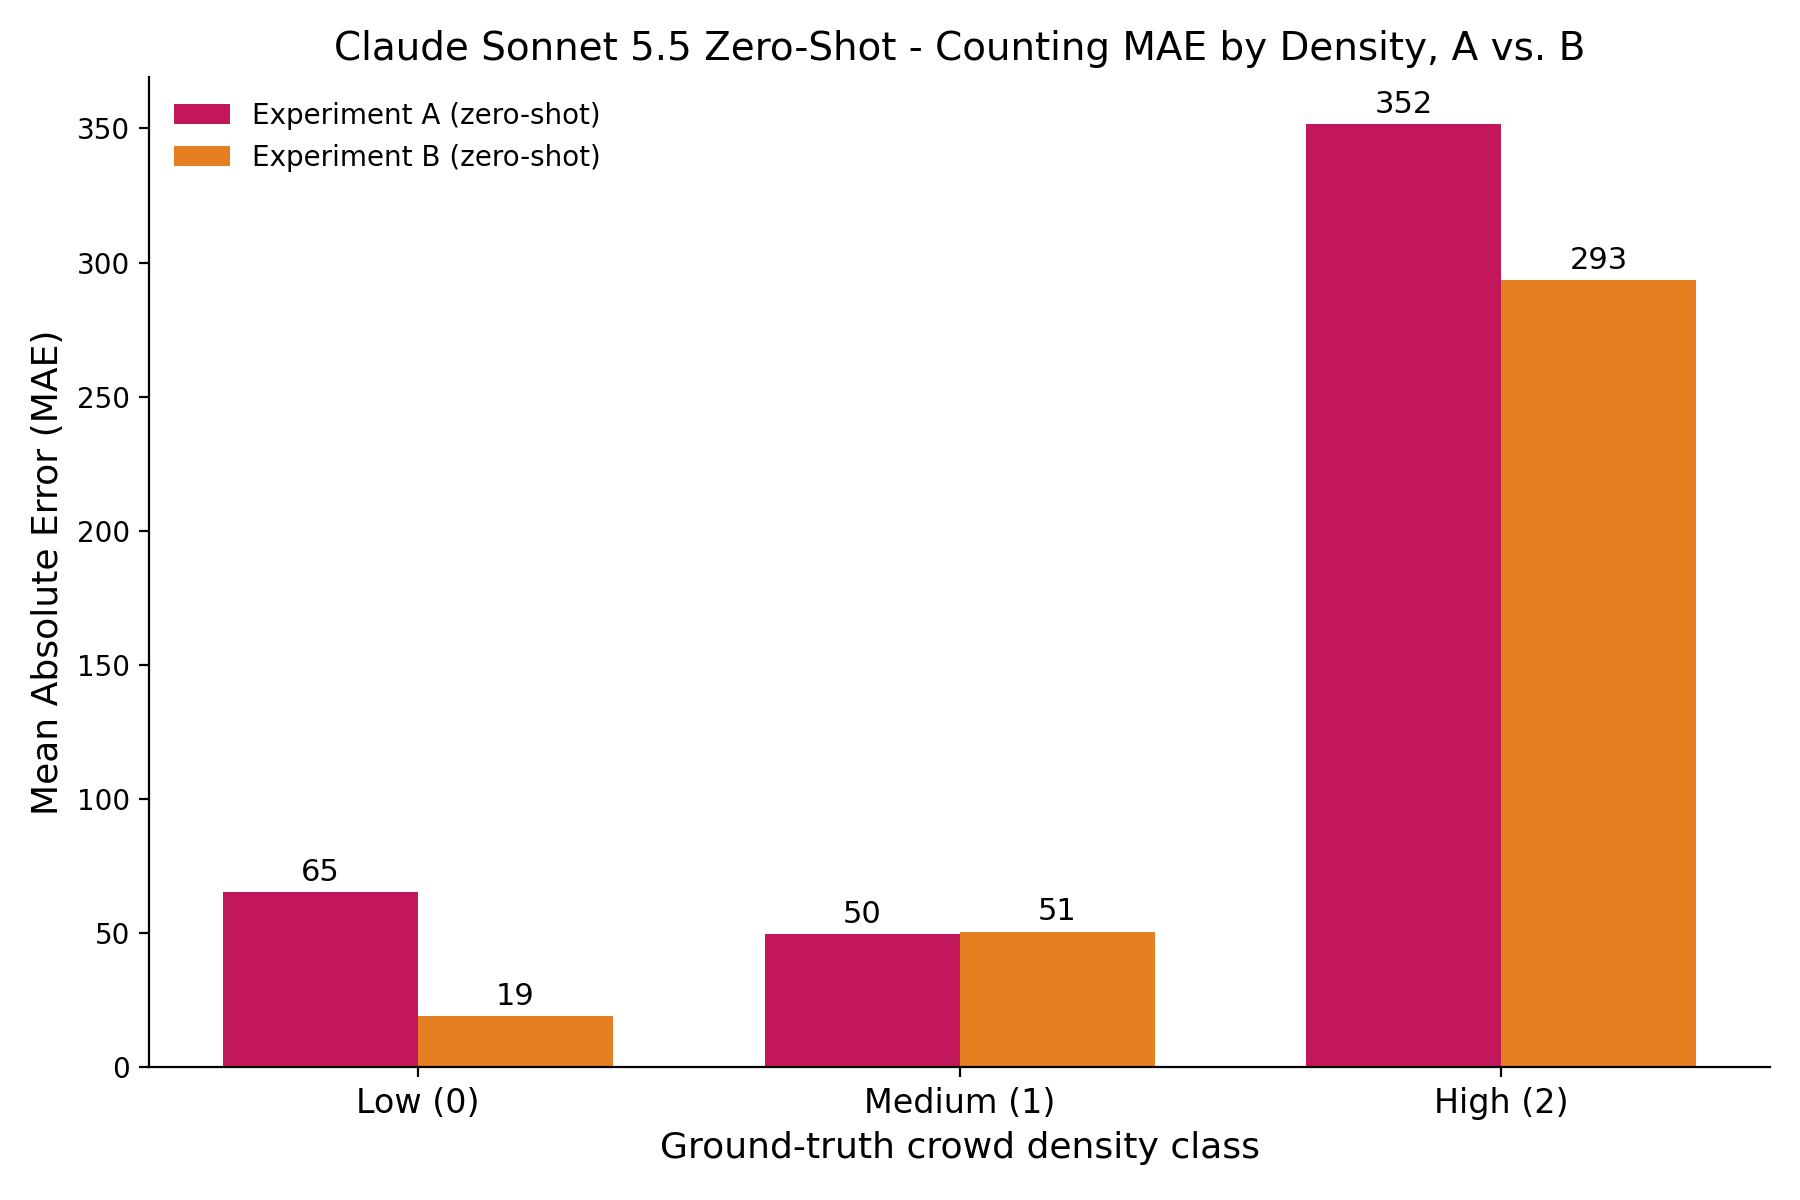 Claude Sonnet 5.5 Zero-Shot - Counting MAE by Density, A vs. B
Experiment A (zero-shot)
Experiment B (zero-shot)
Mean Absolute Error (MAE)
350
300
250
200
150
100
50
0
65
19
50
51
352
293
Low (0)
Medium (1)
High (2)
Ground-truth crowd density class